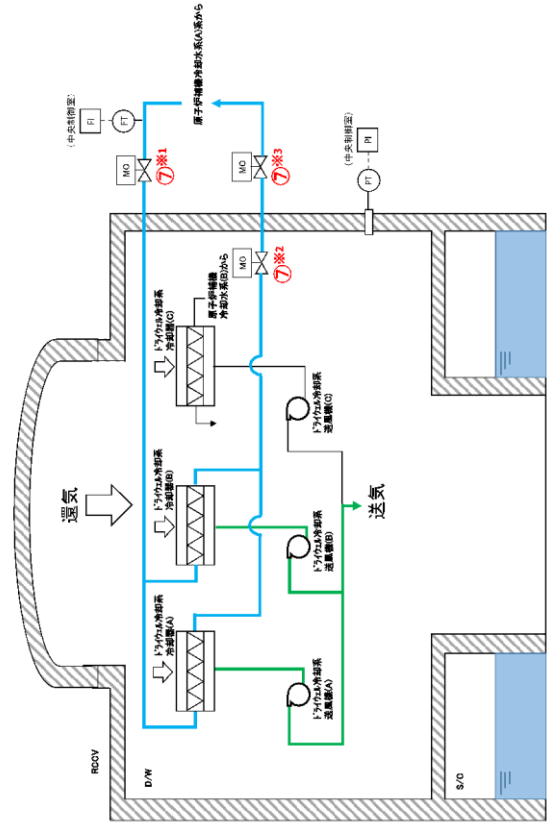 (中央制御室)
FI
FT
MO
⑦※1
原子炉補機冷却水系(A)系から
MO
⑦※3
MO
⑦※2
(中央制御室)
PI
PT
RCCV
D/W
S/C
還気
ドライウェル冷却系
冷却器(A)
ドライウェル冷却系
冷却器(B)
ドライウェル冷却系
冷却器(C)
原子炉補機
冷却水系(B)から
ドライウェル冷却系
送風機(A)
ドライウェル冷却系
送風機(B)
ドライウェル冷却系
送風機(C)
送気